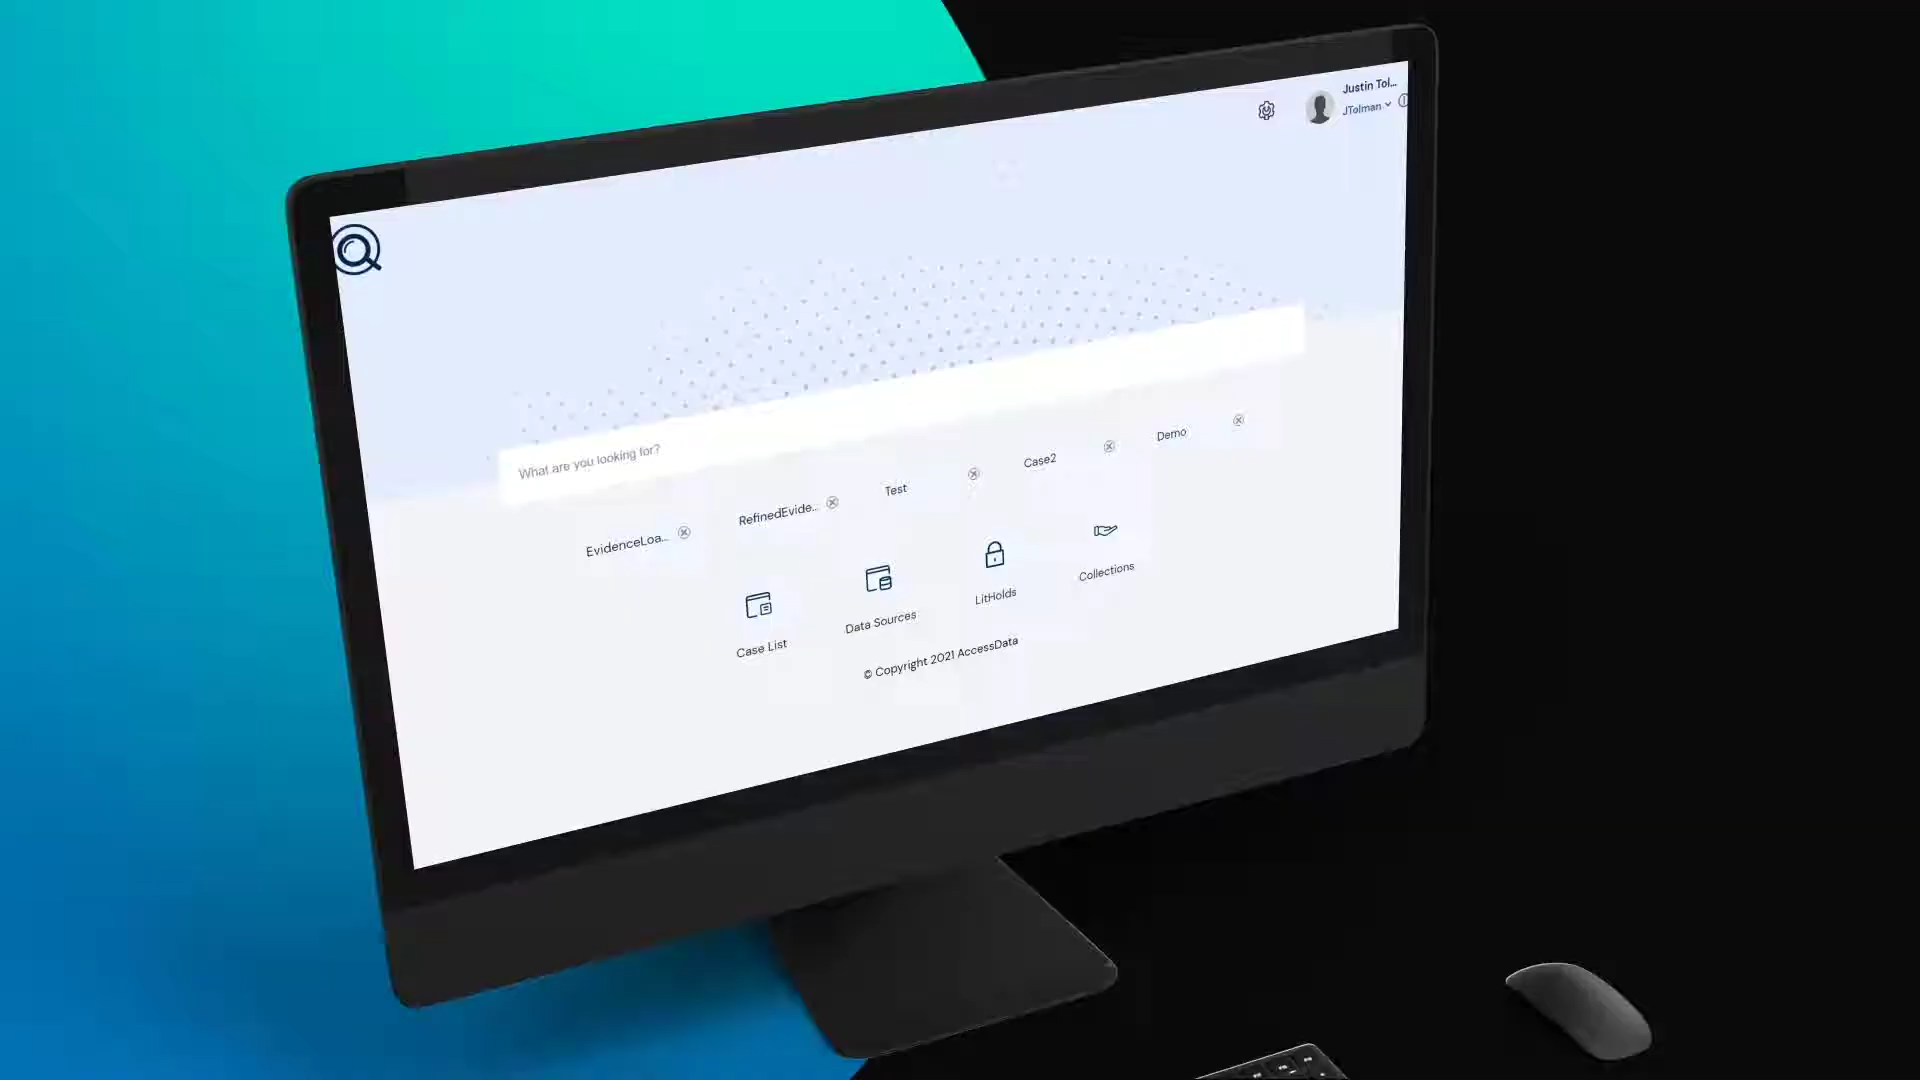 Justin Tol...
JTolman
What are you looking for?
EvidenceLoa...
RefinedEvide...
Test
Case2
Demo
Case List
Data Sources
LitHolds
Collections
© Copyright 2021 AccessData